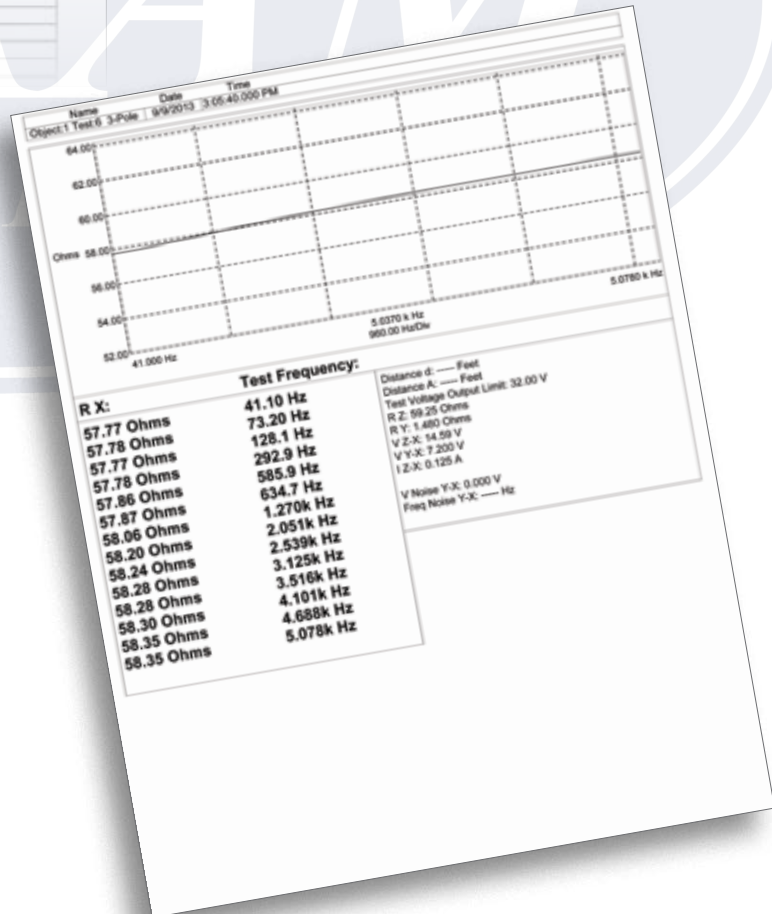 Name Date Time
Object:1 Test:6 3-Pole 9/9/2013 3:05:40.000 PM
64.00
62.00
60.00
Ohms 58.00
56.00
54.00
52.00
41.000 Hz
5.0370 k Hz
960.00 Hz/Div
5.0780 k Hz
R X: Test Frequency:
57.77 Ohms 41.10 Hz
57.78 Ohms 73.20 Hz
57.77 Ohms 128.1 Hz
57.78 Ohms 292.9 Hz
57.86 Ohms 585.9 Hz
57.87 Ohms 634.7 Hz
58.06 Ohms 1.270k Hz
58.20 Ohms 2.051k Hz
58.24 Ohms 2.539k Hz
58.28 Ohms 3.125k Hz
58.28 Ohms 3.516k Hz
58.30 Ohms 4.101k Hz
58.35 Ohms 4.688k Hz
58.35 Ohms 5.078k Hz
Distance d: ---- Feet
Distance A: ---- Feet
Test Voltage Output Limit: 32.00 V
R Z: 59.25 Ohms
R Y: 1.480 Ohms
V Z-X: 14.59 V
V Y-X: 7.200 V
I Z-X: 0.125 A
V Noise Y-X: 0.000 V
Freq Noise Y-X: ---- Hz